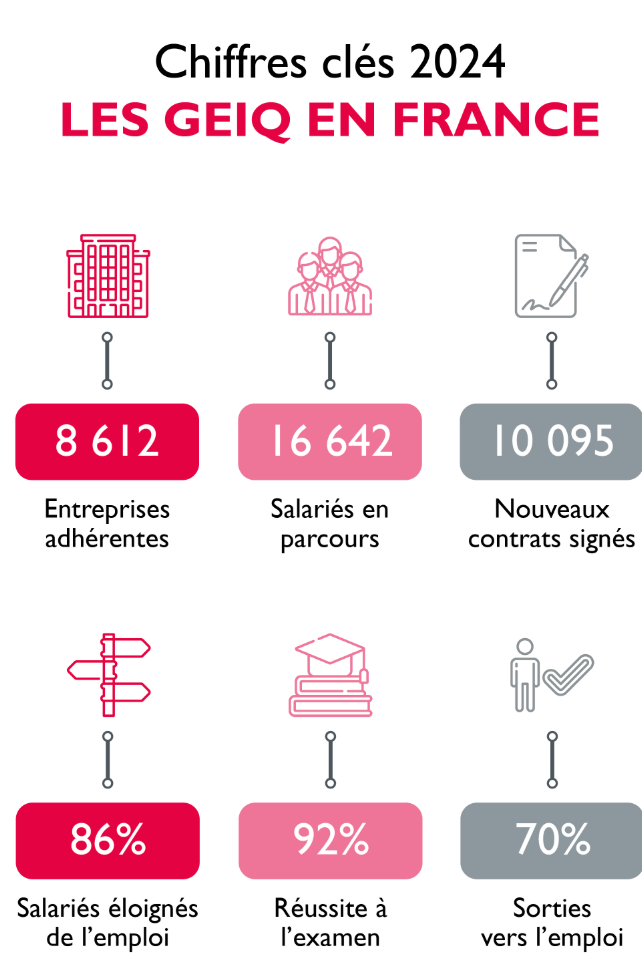 Chiffres clés 2024
LES GEIQ EN FRANCE
8 612
16 642
10 095
Entreprises
adhérentes
Salariés en
parcours
Nouveaux
contrats signés
86%
92%
70%
Salariés éloignés
de l’emploi
Réussite à
l’examen
Sorties
vers l’emploi